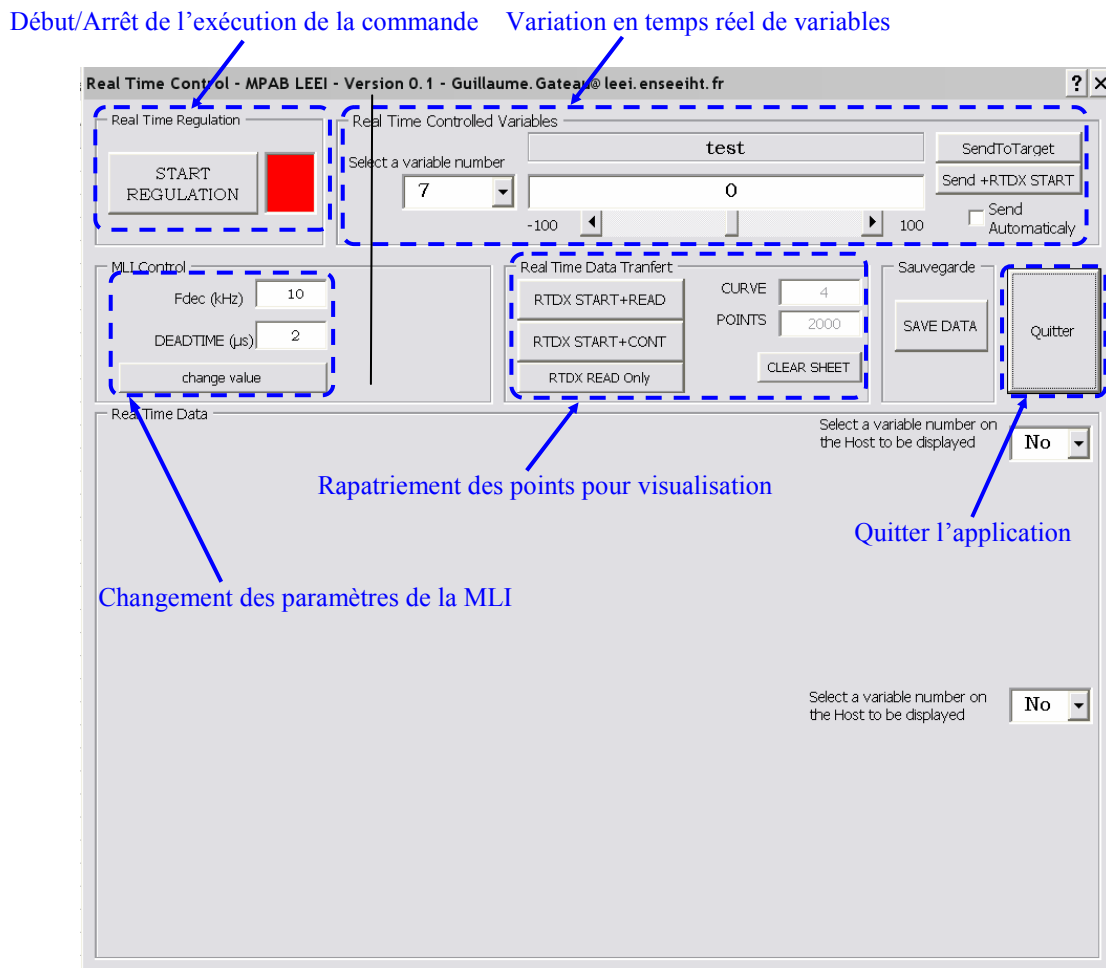 Début/Arrêt de l’exécution de la commande
Variation en temps réel de variables
Real Time Control - MPAB LEEI - Version 0.1 - Guillaume.Gateau@leei.enseeiht.fr
?
Real Time Regulation
START
REGULATION
Real Time Controlled Variables
Select a variable number
7
test
0
-100
100
SendToTarget
Send +RTDX START
Send
Automaticaly
MLI Control
Fdec (kHz)
10
DEADTIME (µs)
2
change value
Real Time Data Tranfert
RTDX START+READ
RTDX START+CONT
RTDX READ Only
CURVE
4
POINTS
2000
CLEAR SHEET
Sauvegarde
SAVE DATA
Quitter
Real Time Data
Select a variable number on
the Host to be displayed
No
Rapatriement des points pour visualisation
Quitter l’application
Changement des paramètres de la MLI
Select a variable number on
the Host to be displayed
No